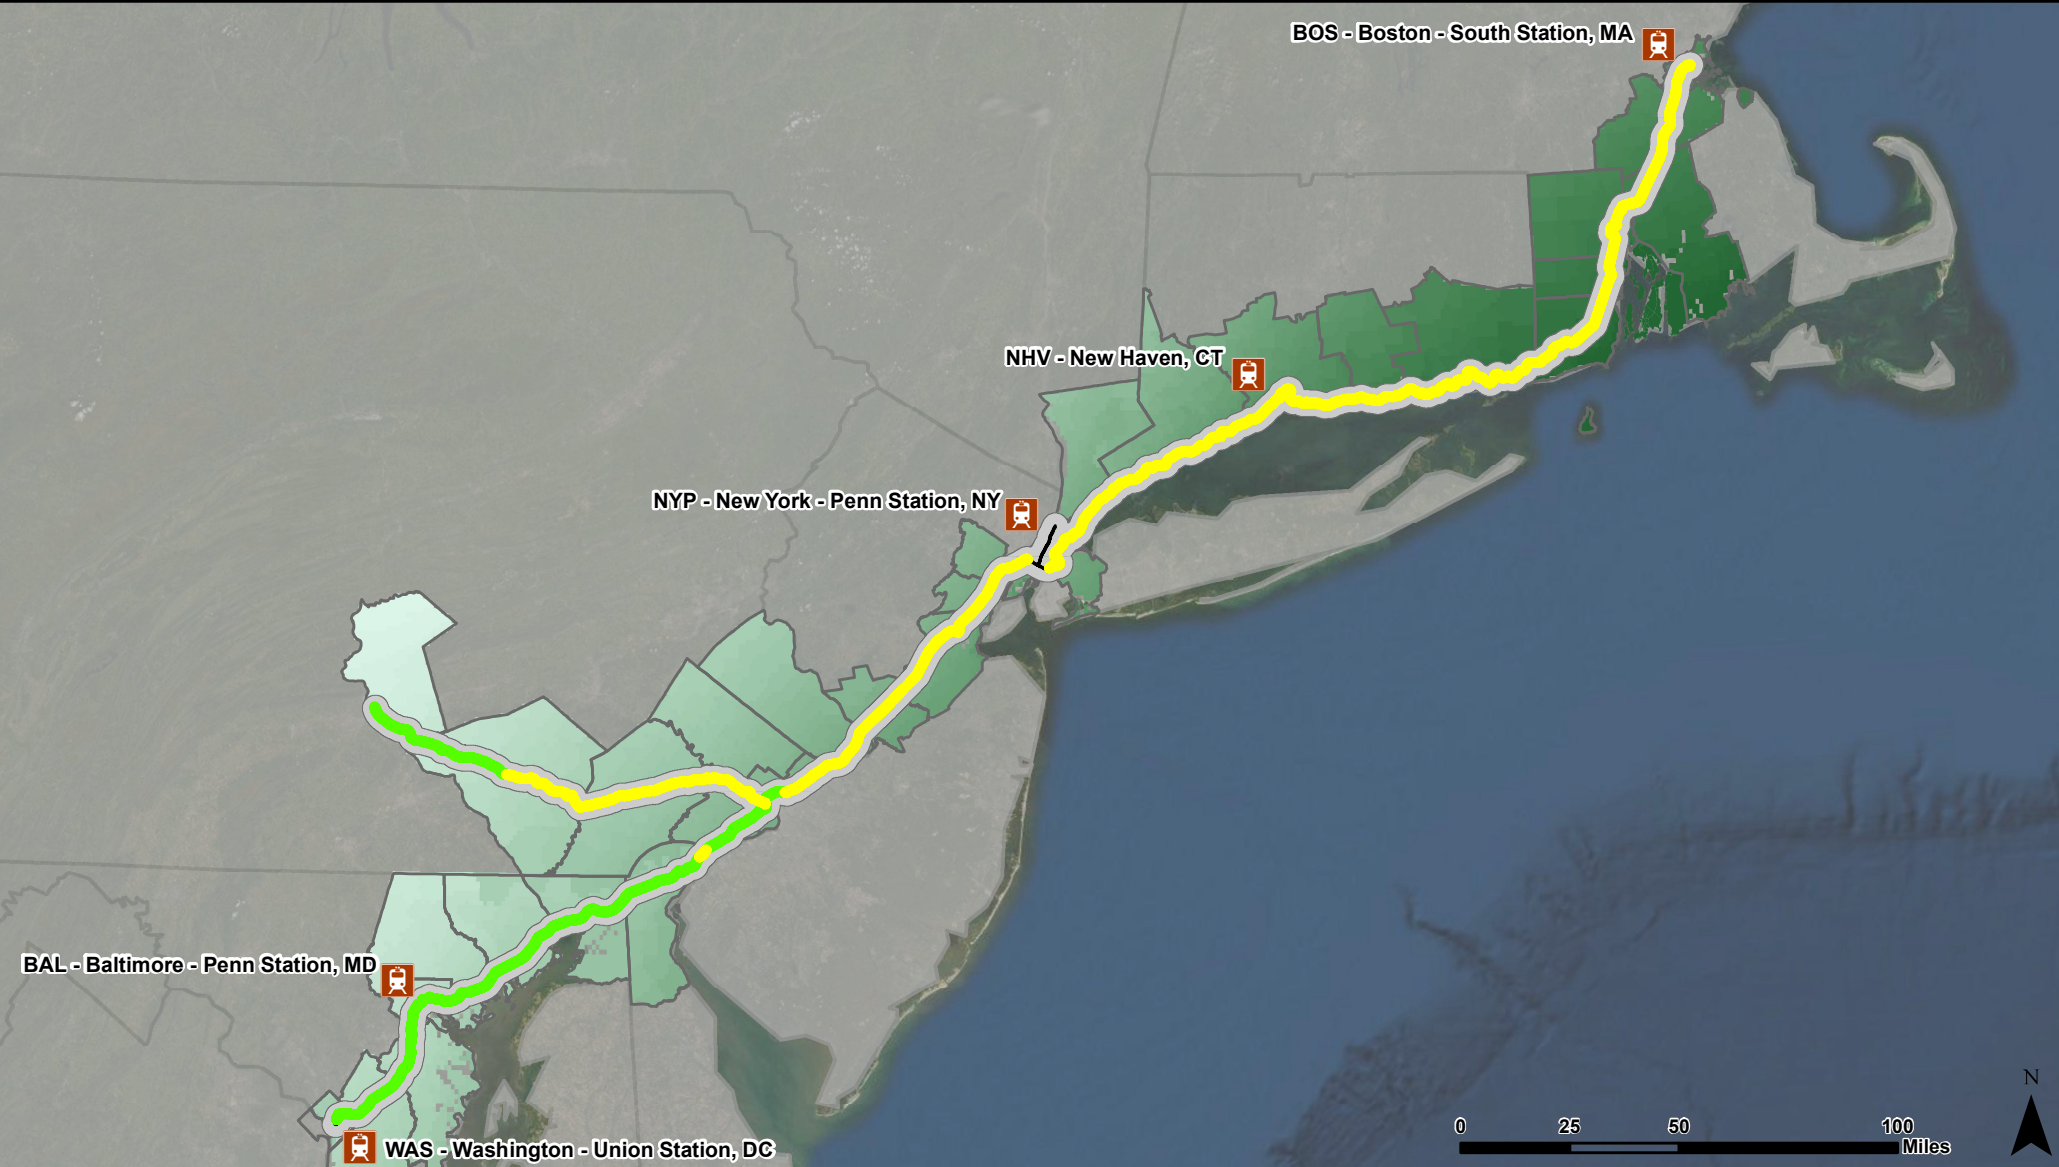 BOS - Boston - South Station, MA
NHV - New Haven, CT
NYP - New York - Penn Station, NY
BAL - Baltimore - Penn Station, MD
WAS - Washington - Union Station, DC
0 25 50 100
Miles
N